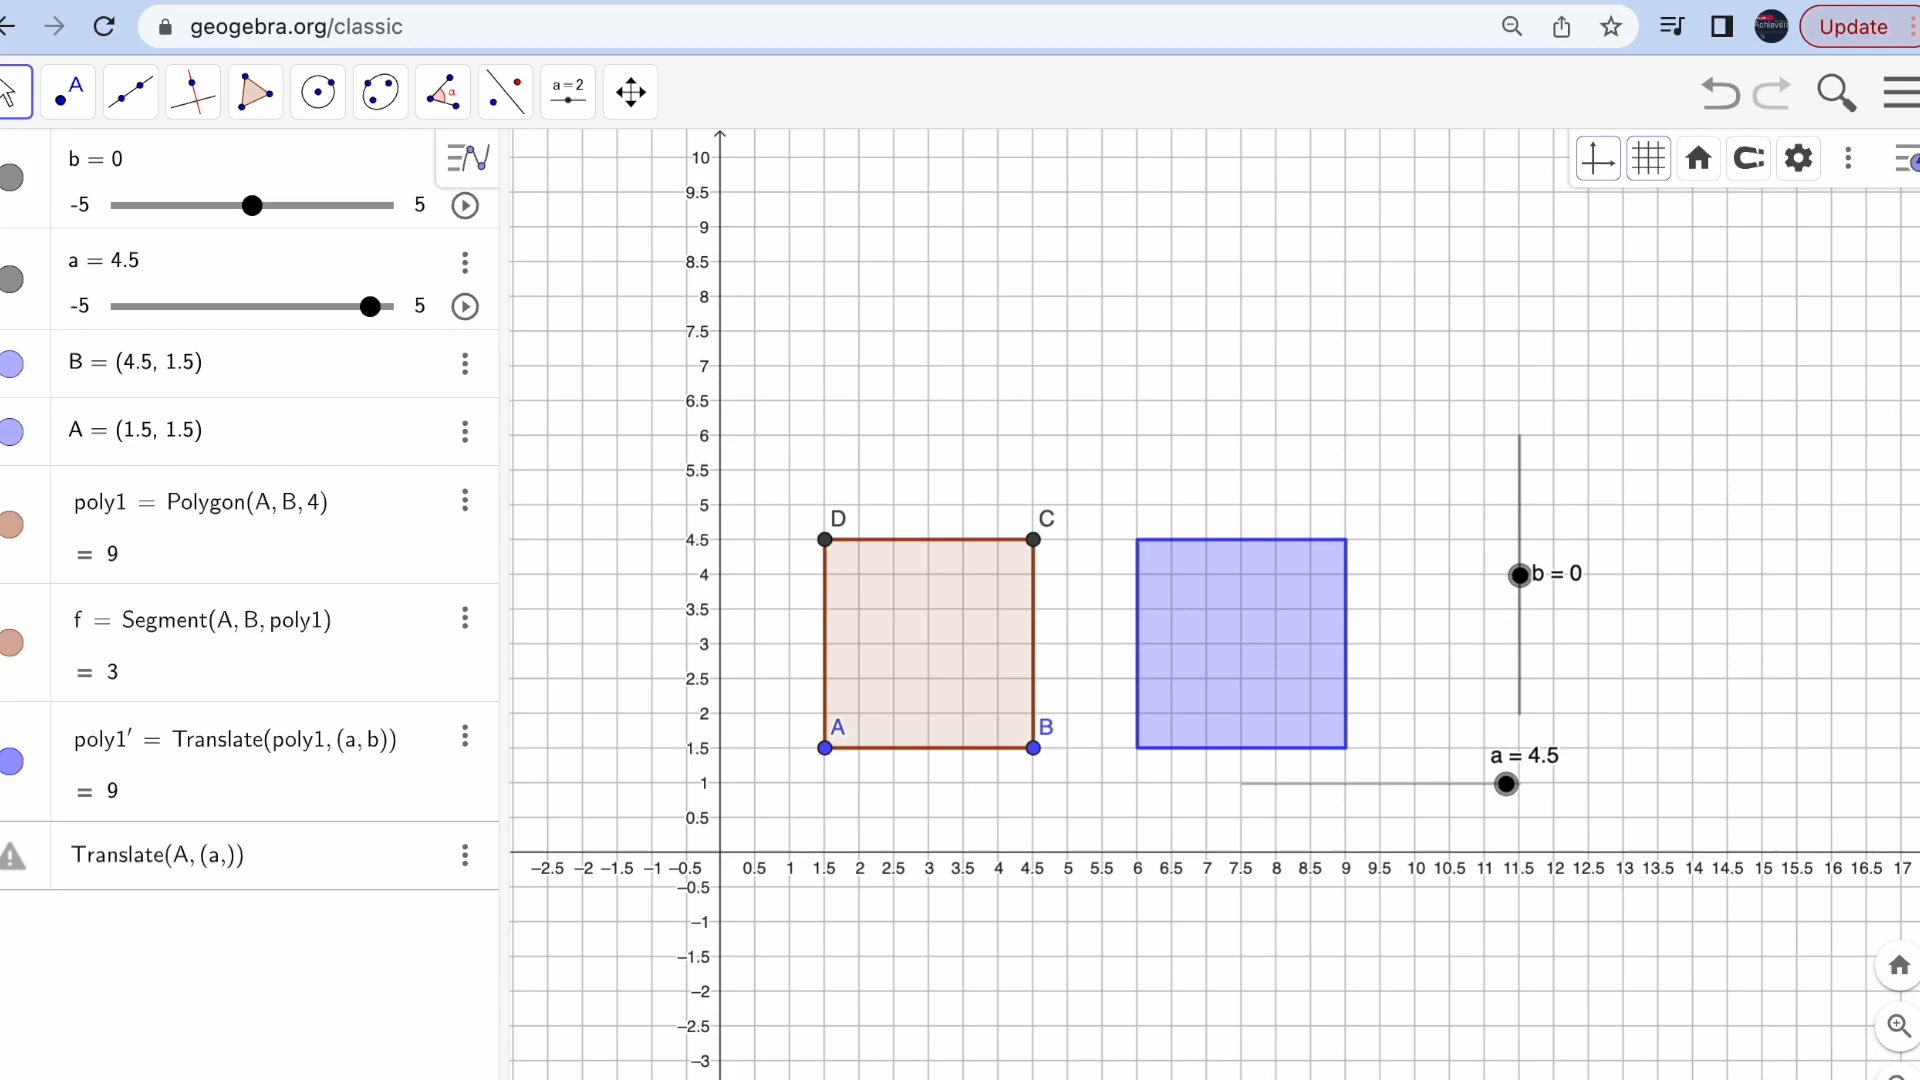 geogebra.org/classic
Update
A
α
a = 2
b = 0
-5
5
a = 4.5
-5
5
B = (4.5, 1.5)
A = (1.5, 1.5)
poly1 = Polygon(A, B, 4)
= 9
f = Segment(A, B, poly1)
= 3
poly1′ = Translate(poly1, (a, b))
= 9
Translate(A, (a,))
10
9.5
9
8.5
8
7.5
7
6.5
6
5.5
5
4.5
4
3.5
3
2.5
2
1.5
1
0.5
D C
A B
b = 0
a = 4.5
−2.5 −2 −1.5 −1 −0.5 0.5 1 1.5 2 2.5 3 3.5 4 4.5 5 5.5 6 6.5 7 7.5 8 8.5 9 9.5 10 10.5 11 11.5 12 12.5 13 13.5 14 14.5 15 15.5 16 16.5 17
−0.5
−1
−1.5
−2
−2.5
−3